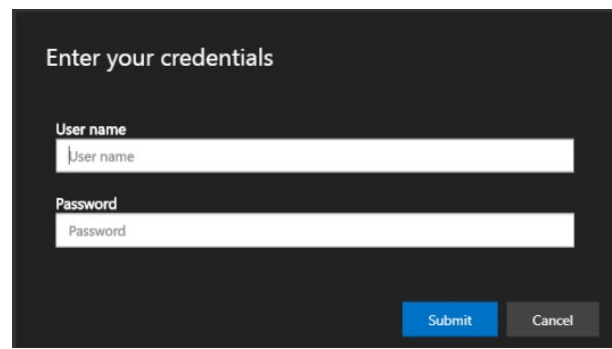 Enter your credentials
User name
User name
Password
Password
Submit Cancel